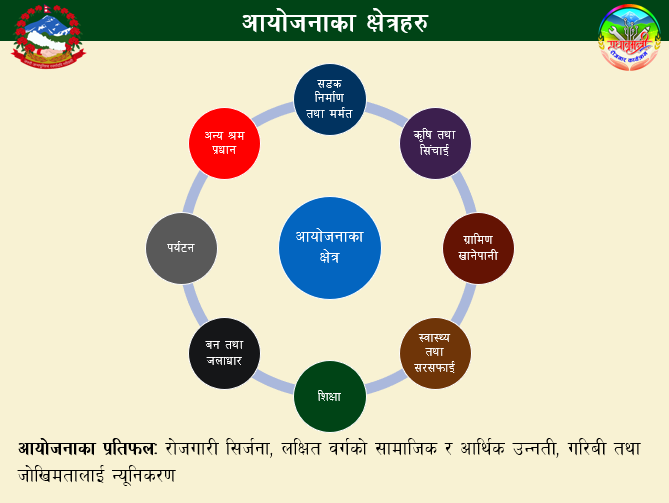 आयोजनाका क्षेत्रहरु
सडक
निर्माण
तथा मर्मत
कृषि तथा
सिंचाई
ग्रामिण
खानेपानी
स्वास्थ्य
तथा
सरसफाई
शिक्षा
बन तथा
जलाधार
पर्यटन
अन्य श्रम
प्रधान
आयोजनाका
क्षेत्र
आयोजनाका प्रतिफल: रोजगारी सिर्जना, लक्षित वर्गको सामाजिक र आर्थिक उन्नती, गरिबी तथा
जोखिमतालाई न्यूनिकरण